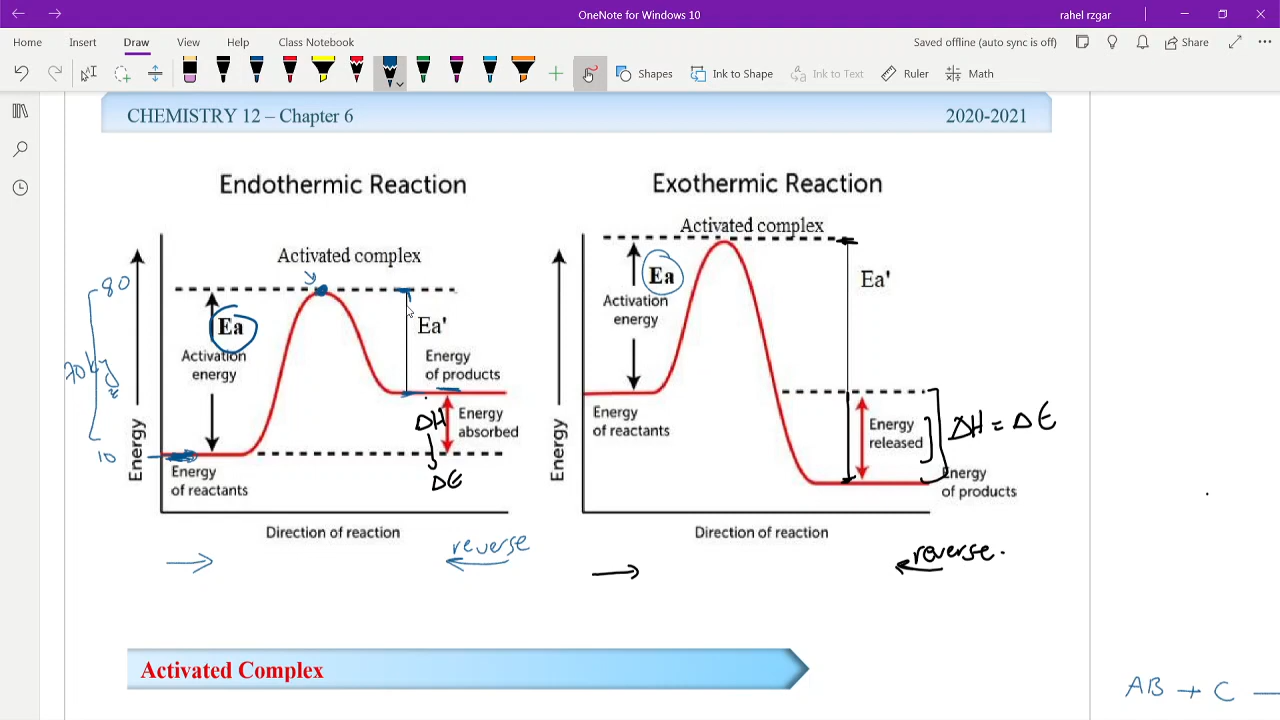 OneNote for Windows 10
rahel rzgar
Home Insert Draw View Help Class Notebook
Saved offline (auto sync is off)
Share
Shapes
Ink to Shape
Ink to Text
Ruler
Math
CHEMISTRY 12 – Chapter 6
2020-2021
Endothermic Reaction
Activated complex
80
Ea
Activation
energy
Ea'
Energy
of products
ΔH
ΔE
Energy
absorbed
10
Energy
Energy
of reactants
Direction of reaction
reverse
Exothermic Reaction
Activated complex
Ea
Activation
energy
Ea'
Energy
of reactants
Energy
released
ΔH = ΔE
Energy
of products
Energy
Direction of reaction
reverse.
Activated Complex
AB + C